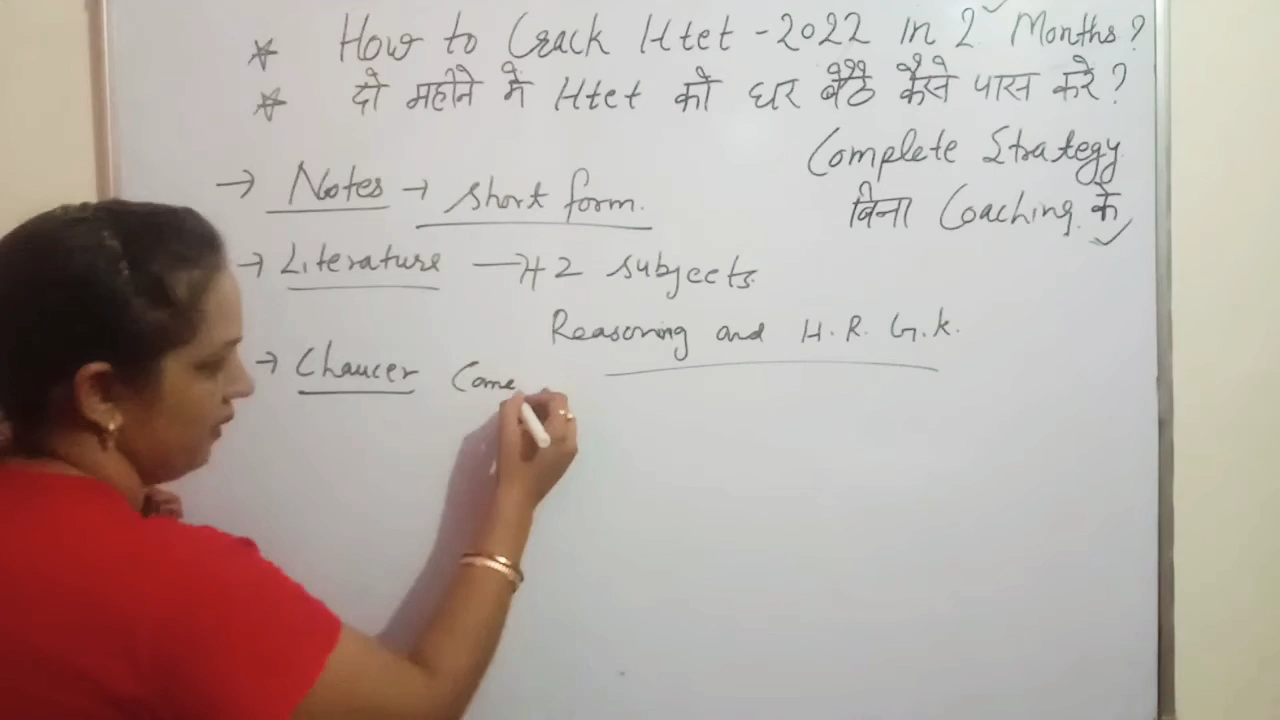 * How to Crack Htet - 2022 in 2 Months?
* दो महीने में Htet को घर बैठे कैसे पास करे?
Complete Strategy
बिना Coaching के
→ Notes → short form.
→ Literature → + 2 subjects.
Reasoning and H.R. G.k.
→ Chaucer Come